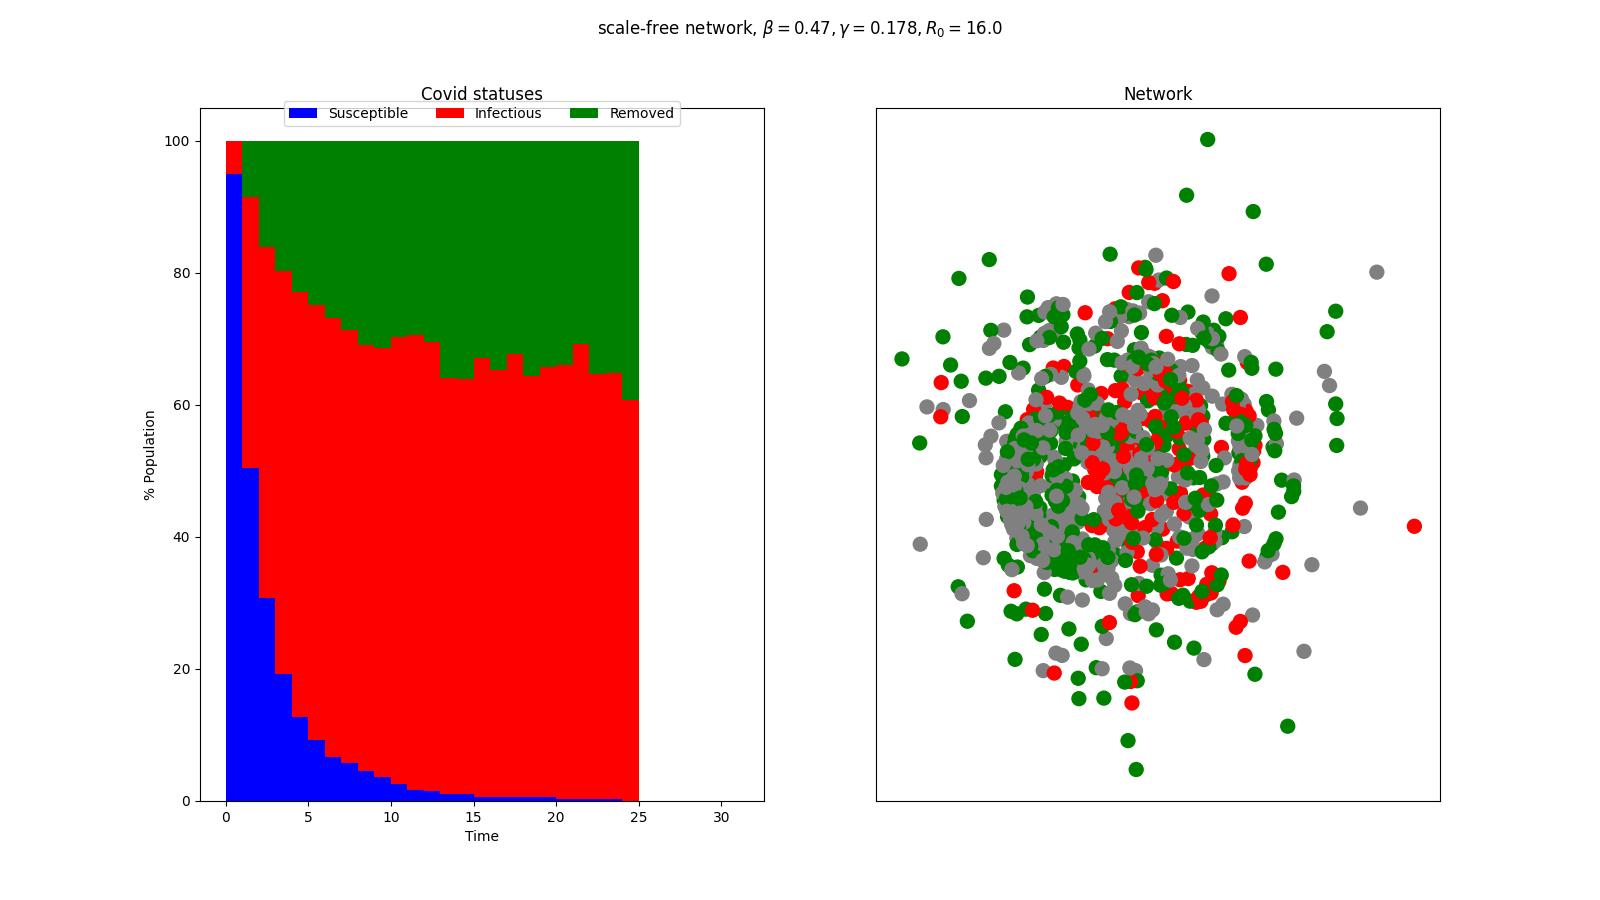 scale-free network, β = 0.47, γ = 0.178, R₀ = 16.0
Covid statuses
Susceptible Infectious Removed
100
80
60
40
20
0
% Population
0 5 10 15 20 25 30
Time
Network